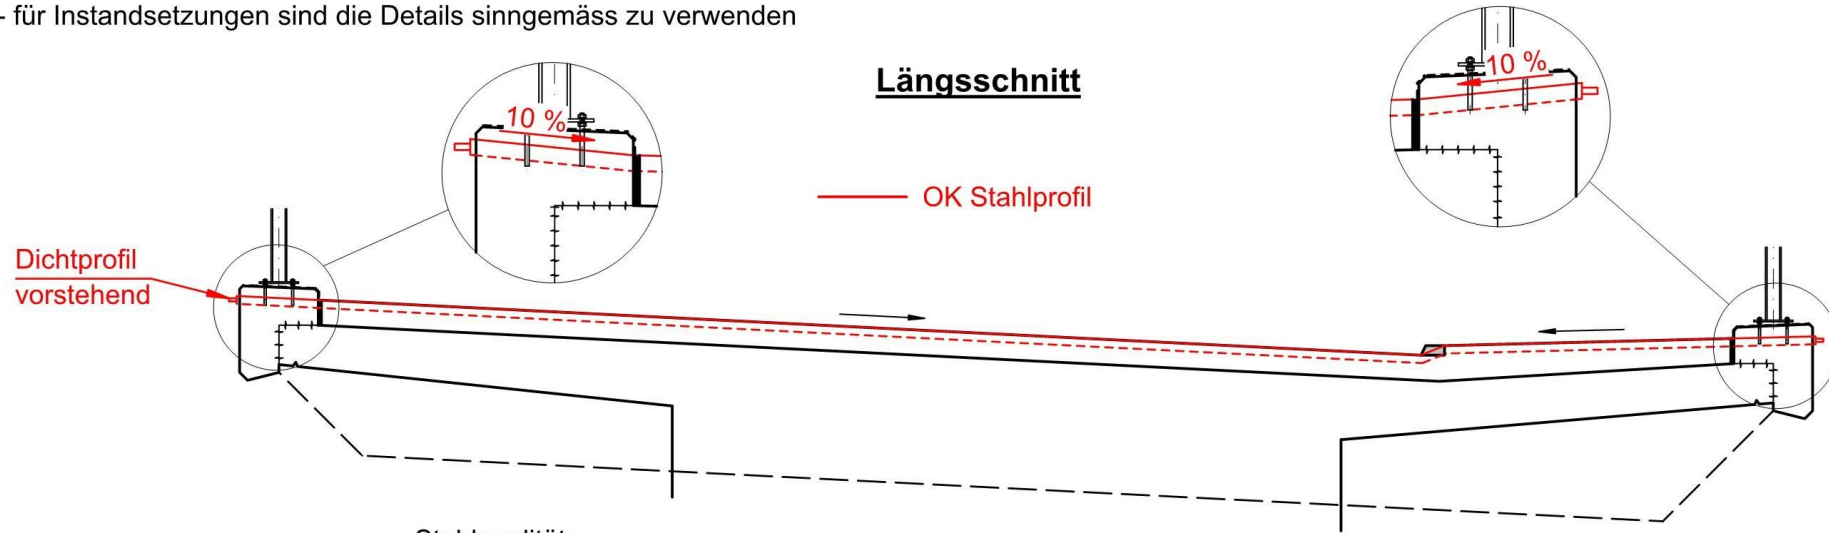 - für Instandsetzungen sind die Details sinngemäss zu verwenden
Längsschnitt
10 %
10 %
OK Stahlprofil
Dichtprofil
vorstehend